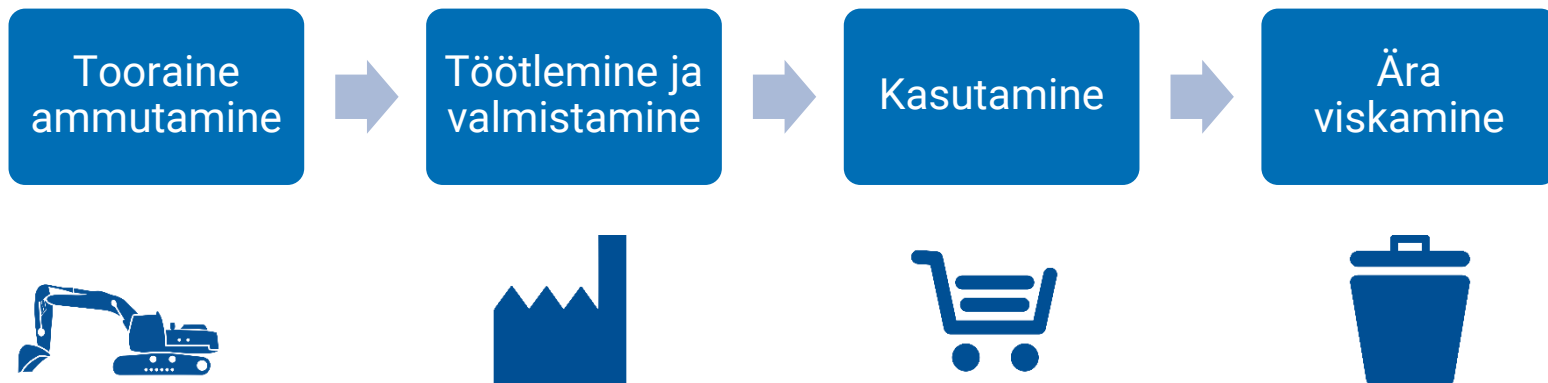 Tooraine
ammutamine
Töötlemine ja
valmistamine
Kasutamine
Ära
viskamine